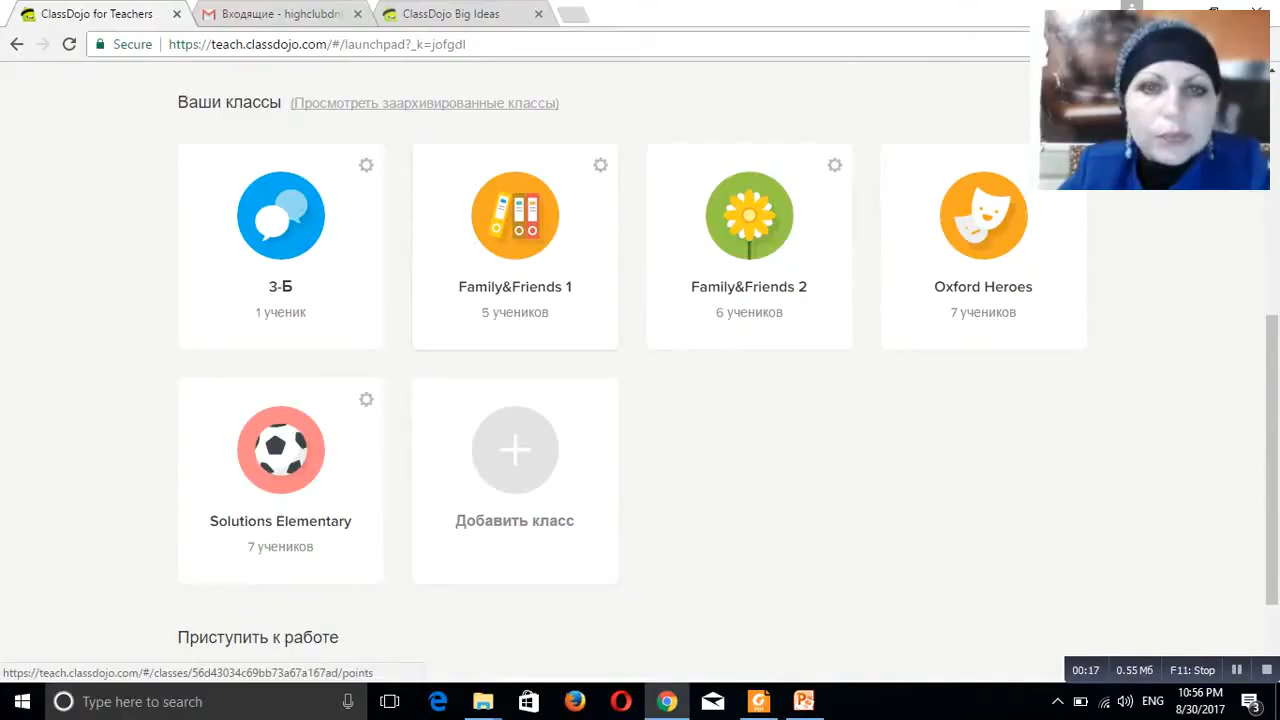 ClassDojo for Teachers
Входящие - highclubdni
ClassDojo Big Ideas
Secure https://teach.classdojo.com/#/launchpad?_k=jofgdl
Ваши классы (Просмотреть заархивированные классы)
3-Б
1 ученик
Family&Friends 1
5 учеников
Family&Friends 2
6 учеников
Oxford Heroes
7 учеников
Solutions Elementary
7 учеников
Добавить класс
Приступить к работе
https://teach.classdojo.com/#/classes/56d43034c69bb73a67a167ad/points
00:17 0.55 Мб F11: Stop
Type here to search
ENG
10:56 PM
8/30/2017
3